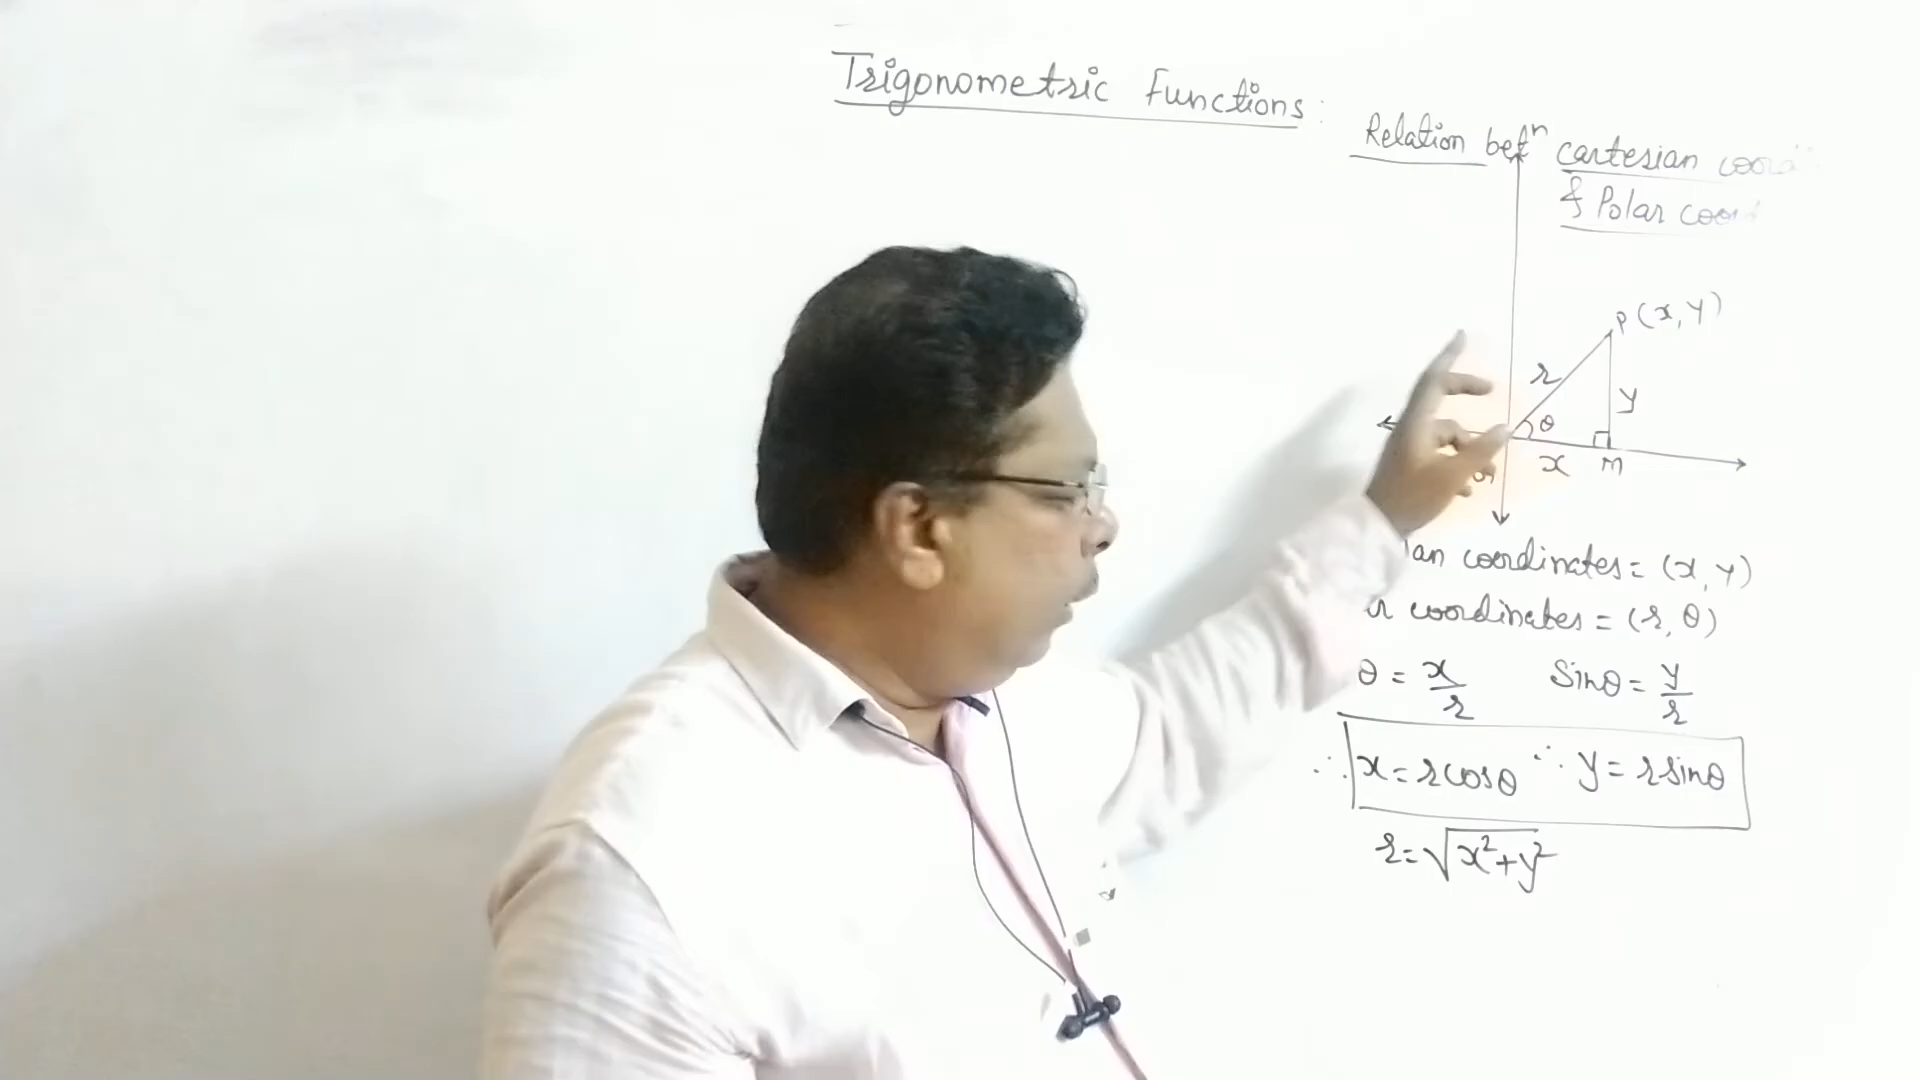 Trigonometric Functions:
Relation betⁿ cartesian
& Polar
P(x, y)
r
y
θ
x M
coordinates = (x, y)
coordinates = (r, θ)
θ = x/r Sinθ = y/r
∴ x = r cosθ ∴ y = r sinθ
r = √x²+y²